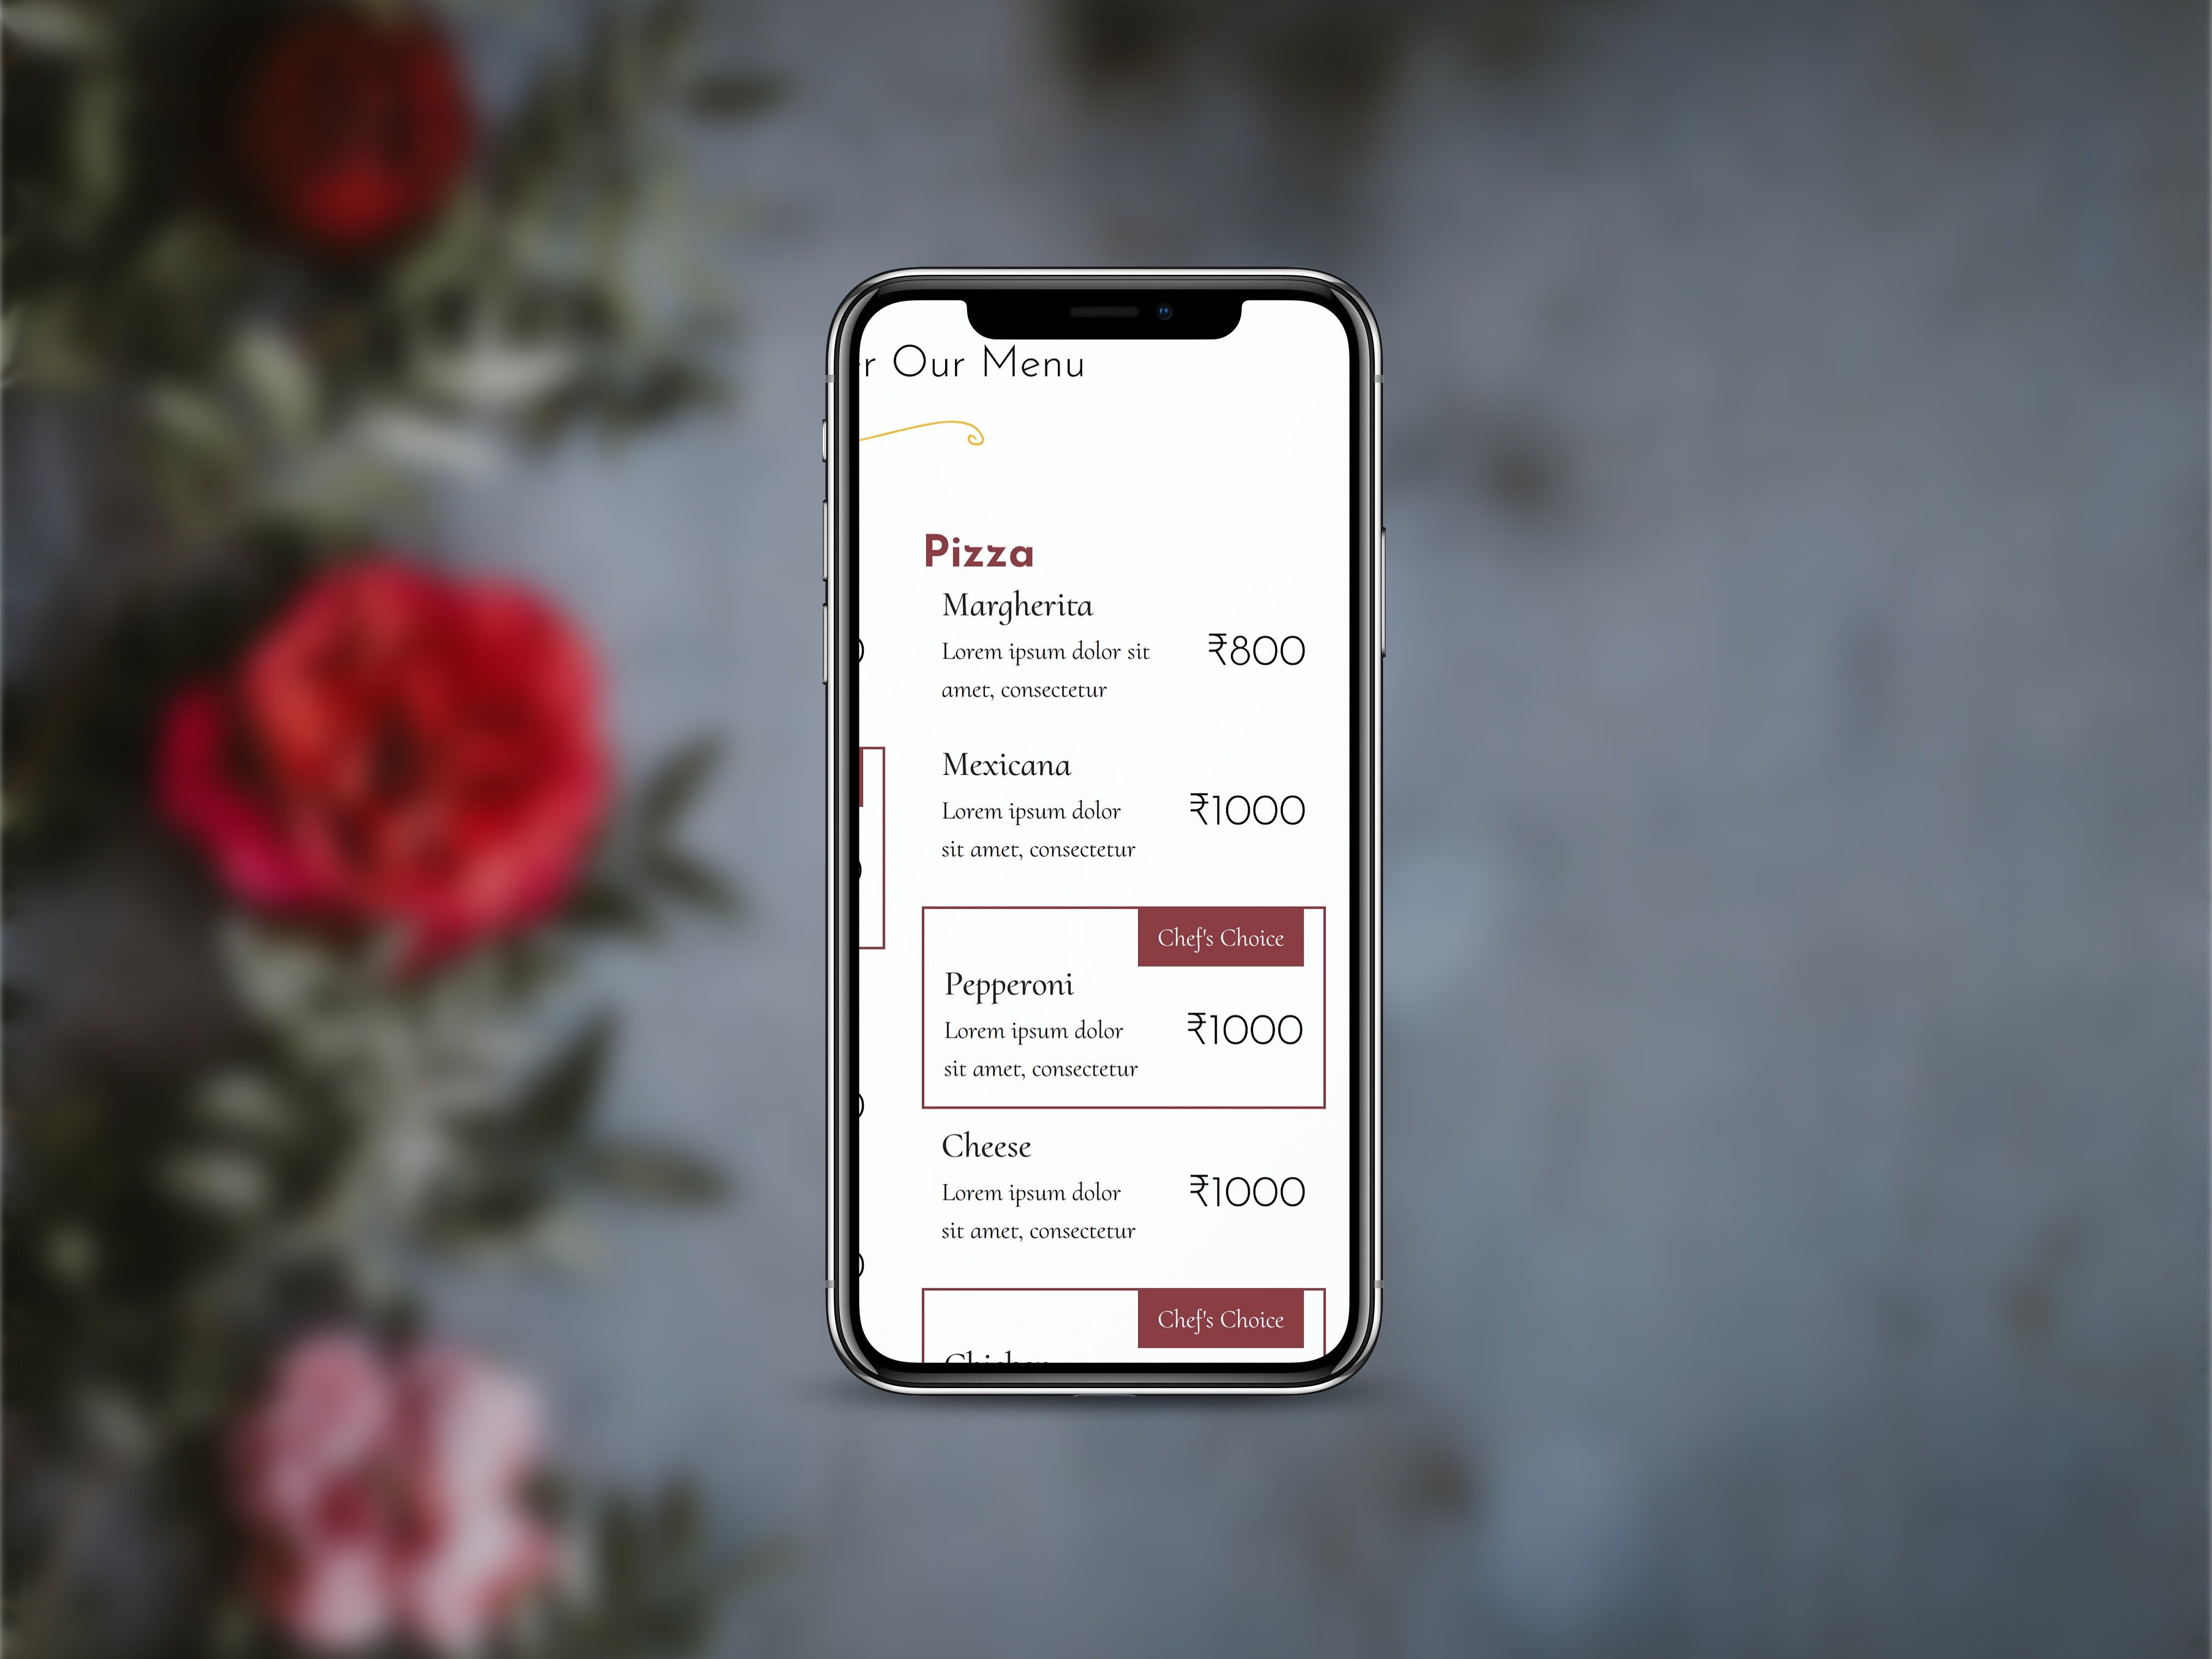 Our Menu
Pizza
Margherita
Lorem ipsum dolor sit
amet, consectetur
₹800
Mexicana
Lorem ipsum dolor
sit amet, consectetur
₹1000
Chef's Choice
Pepperoni
Lorem ipsum dolor
sit amet, consectetur
₹1000
Cheese
Lorem ipsum dolor
sit amet, consectetur
₹1000
Chef's Choice